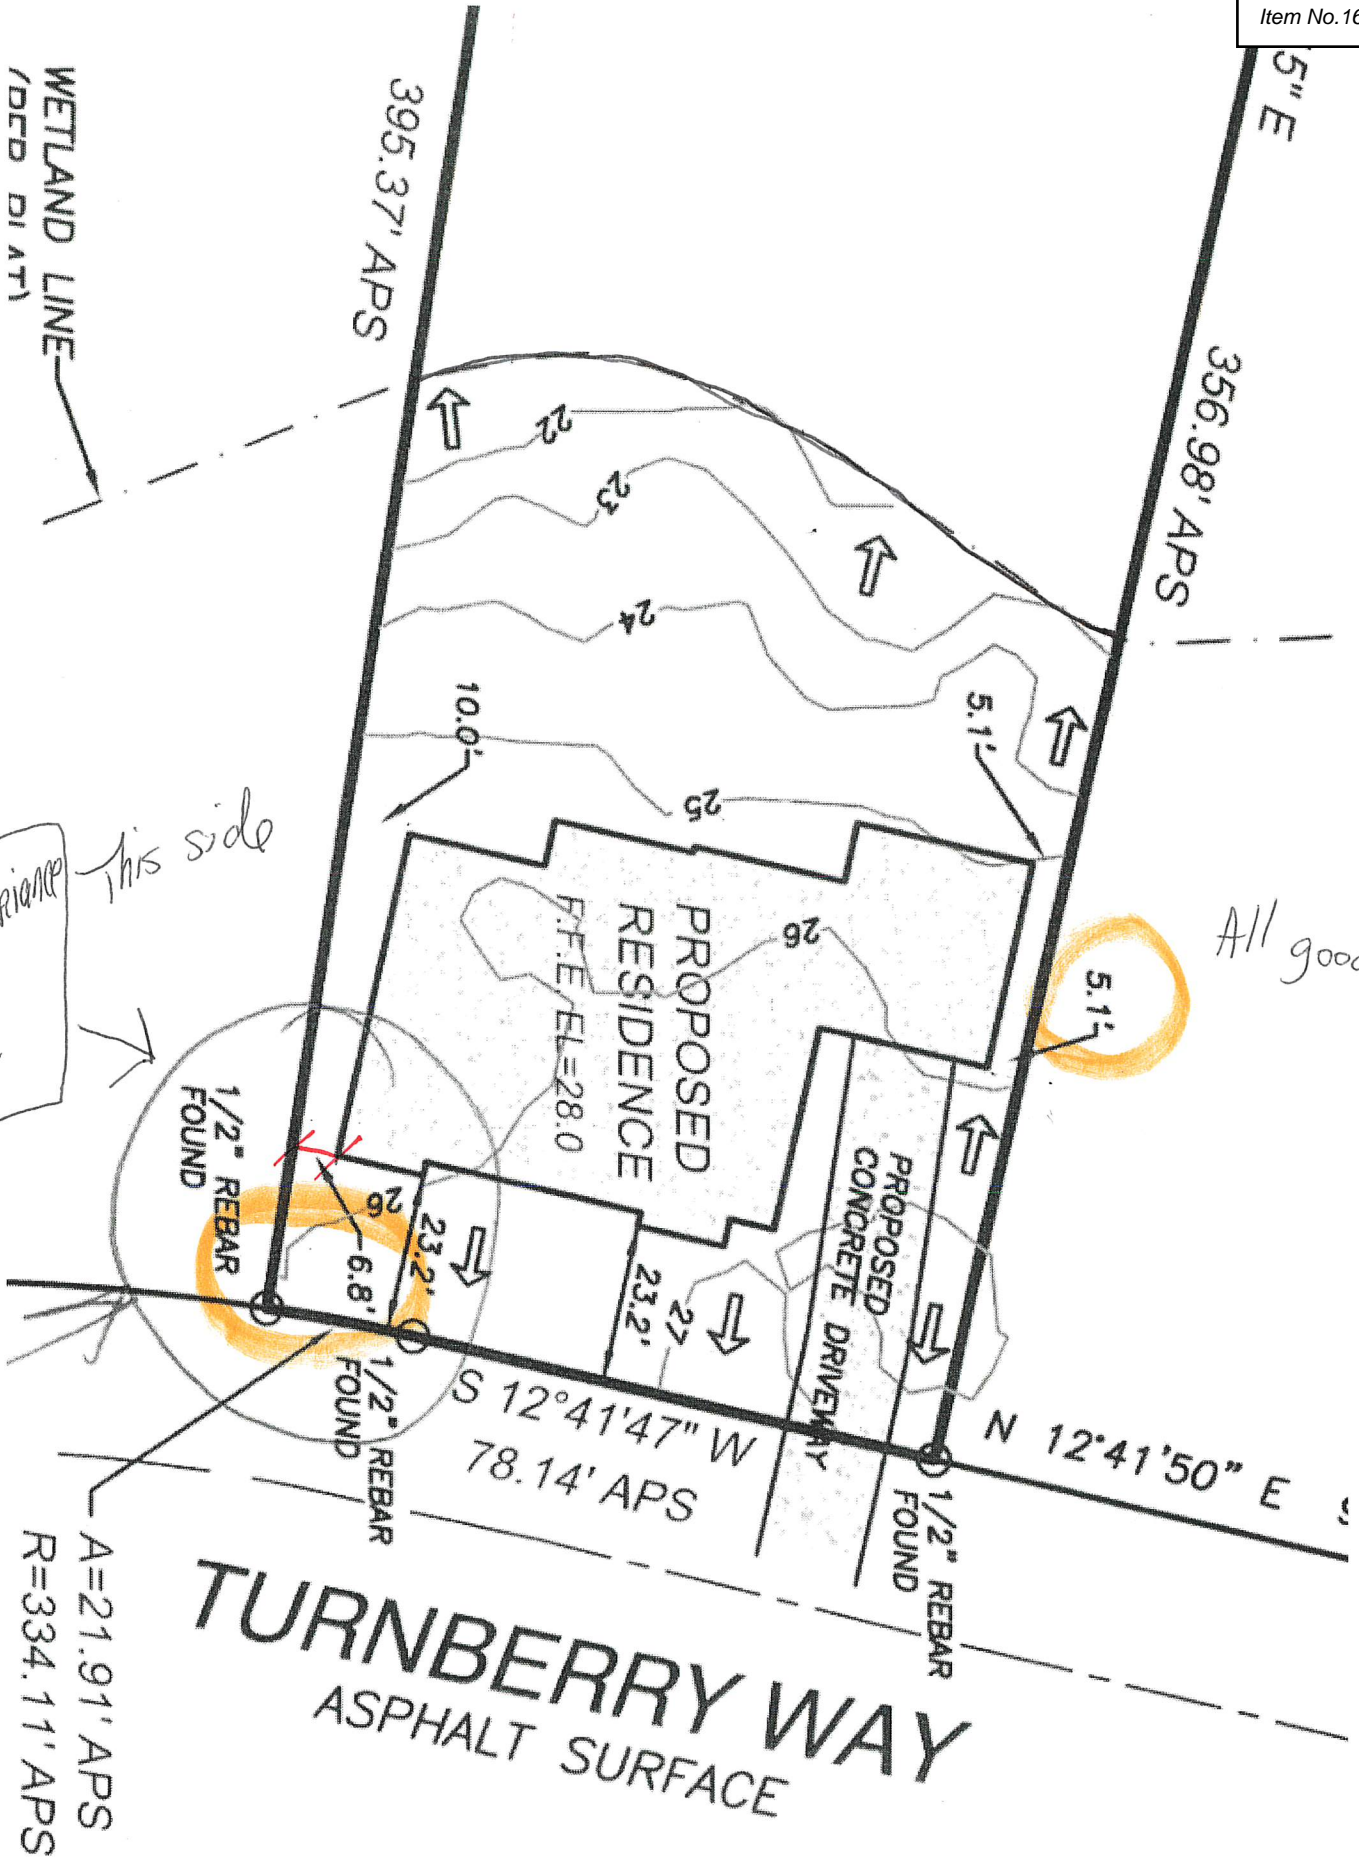 Item No.16
5" E
WETLAND LINE
395.37' APS
356.98' APS
22
23
24
10.0'
5.1'
25
This side
PROPOSED
RESIDENCE
F.F.E. EL=28.0
26
5.1'
All good
PROPOSED
CONCRETE DRIVEWAY
1/2" REBAR
FOUND
26
6.8'
23.2'
23.2'
27
1/2" REBAR
FOUND
S 12°41'47" W
78.14' APS
N 12°41'50" E
1/2" REBAR
FOUND
A=21.91' APS
R=334.11' APS
TURNBERRY WAY
ASPHALT SURFACE